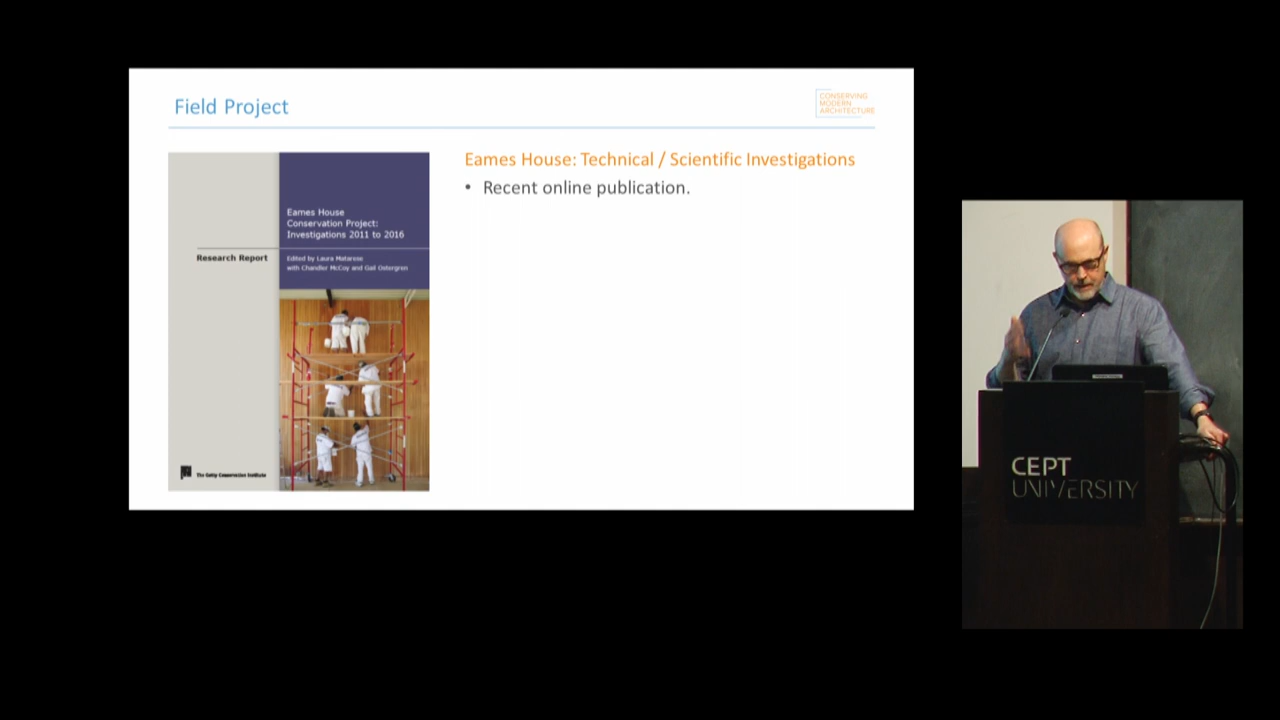 Field Project
CONSERVING
MODERN
ARCHITECTURE
Eames House: Technical / Scientific Investigations
• Recent online publication.
Eames House
Conservation Project:
Investigations 2011 to 2016
Research Report
Edited by Laura Matarese
with Chandler McCoy and Gail Ostergren
The Getty Conservation Institute
CEPT
UNIVERSITY